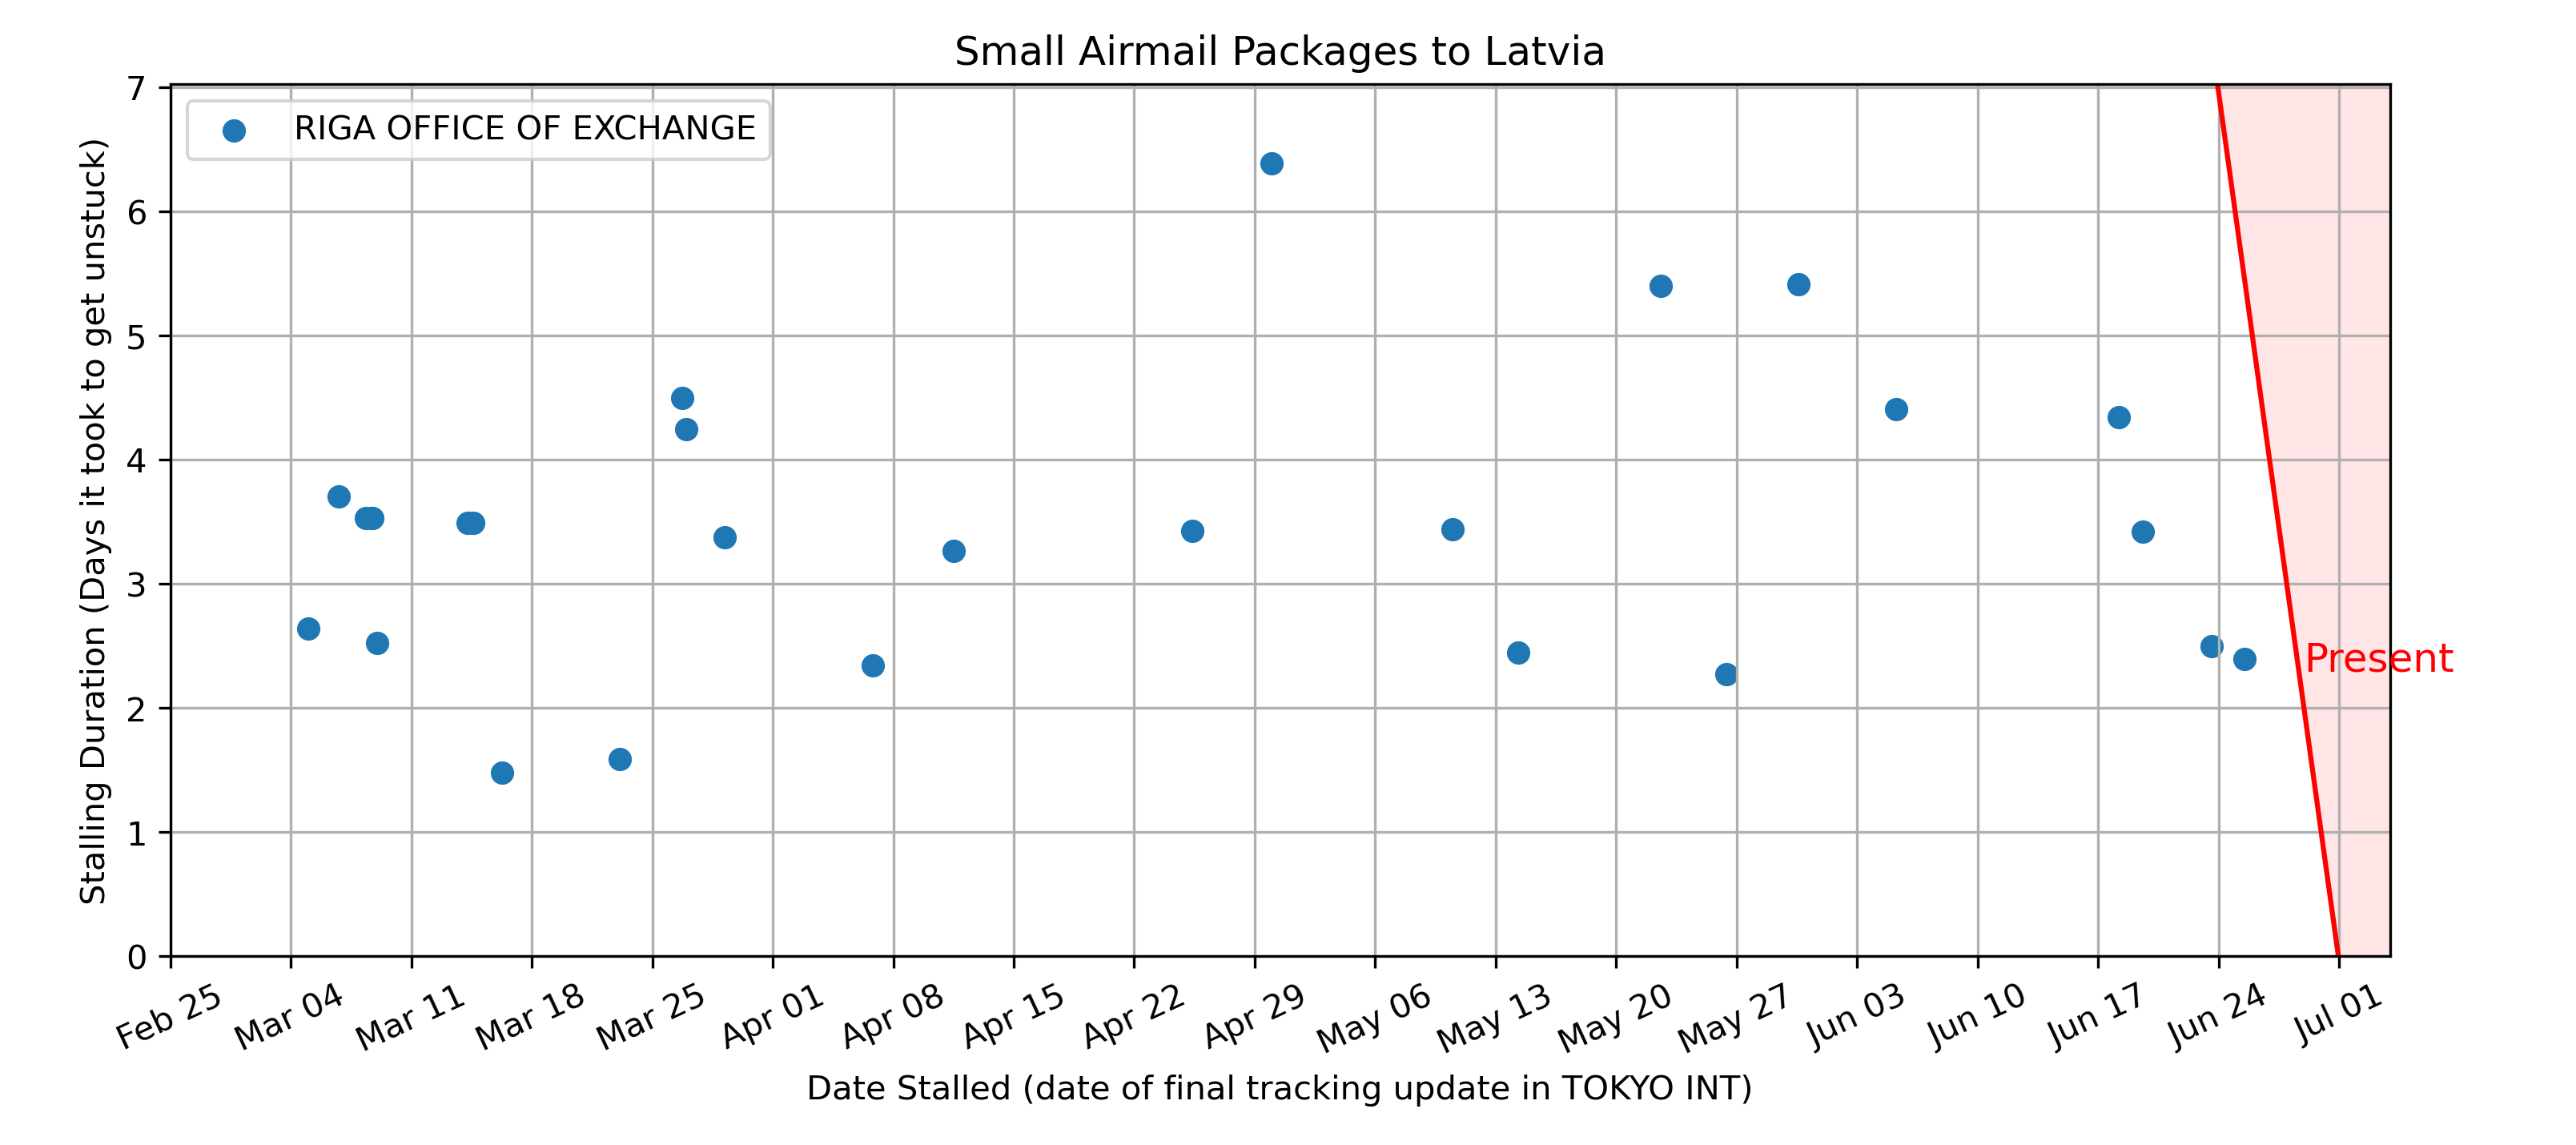 Small Airmail Packages to Latvia
RIGA OFFICE OF EXCHANGE
Stalling Duration (Days it took to get unstuck)
7
6
5
4
3
2
1
0
Present
Feb 25
Mar 04
Mar 11
Mar 18
Mar 25
Apr 01
Apr 08
Apr 15
Apr 22
Apr 29
May 06
May 13
May 20
May 27
Jun 03
Jun 10
Jun 17
Jun 24
Jul 01
Date Stalled (date of final tracking update in TOKYO INT)